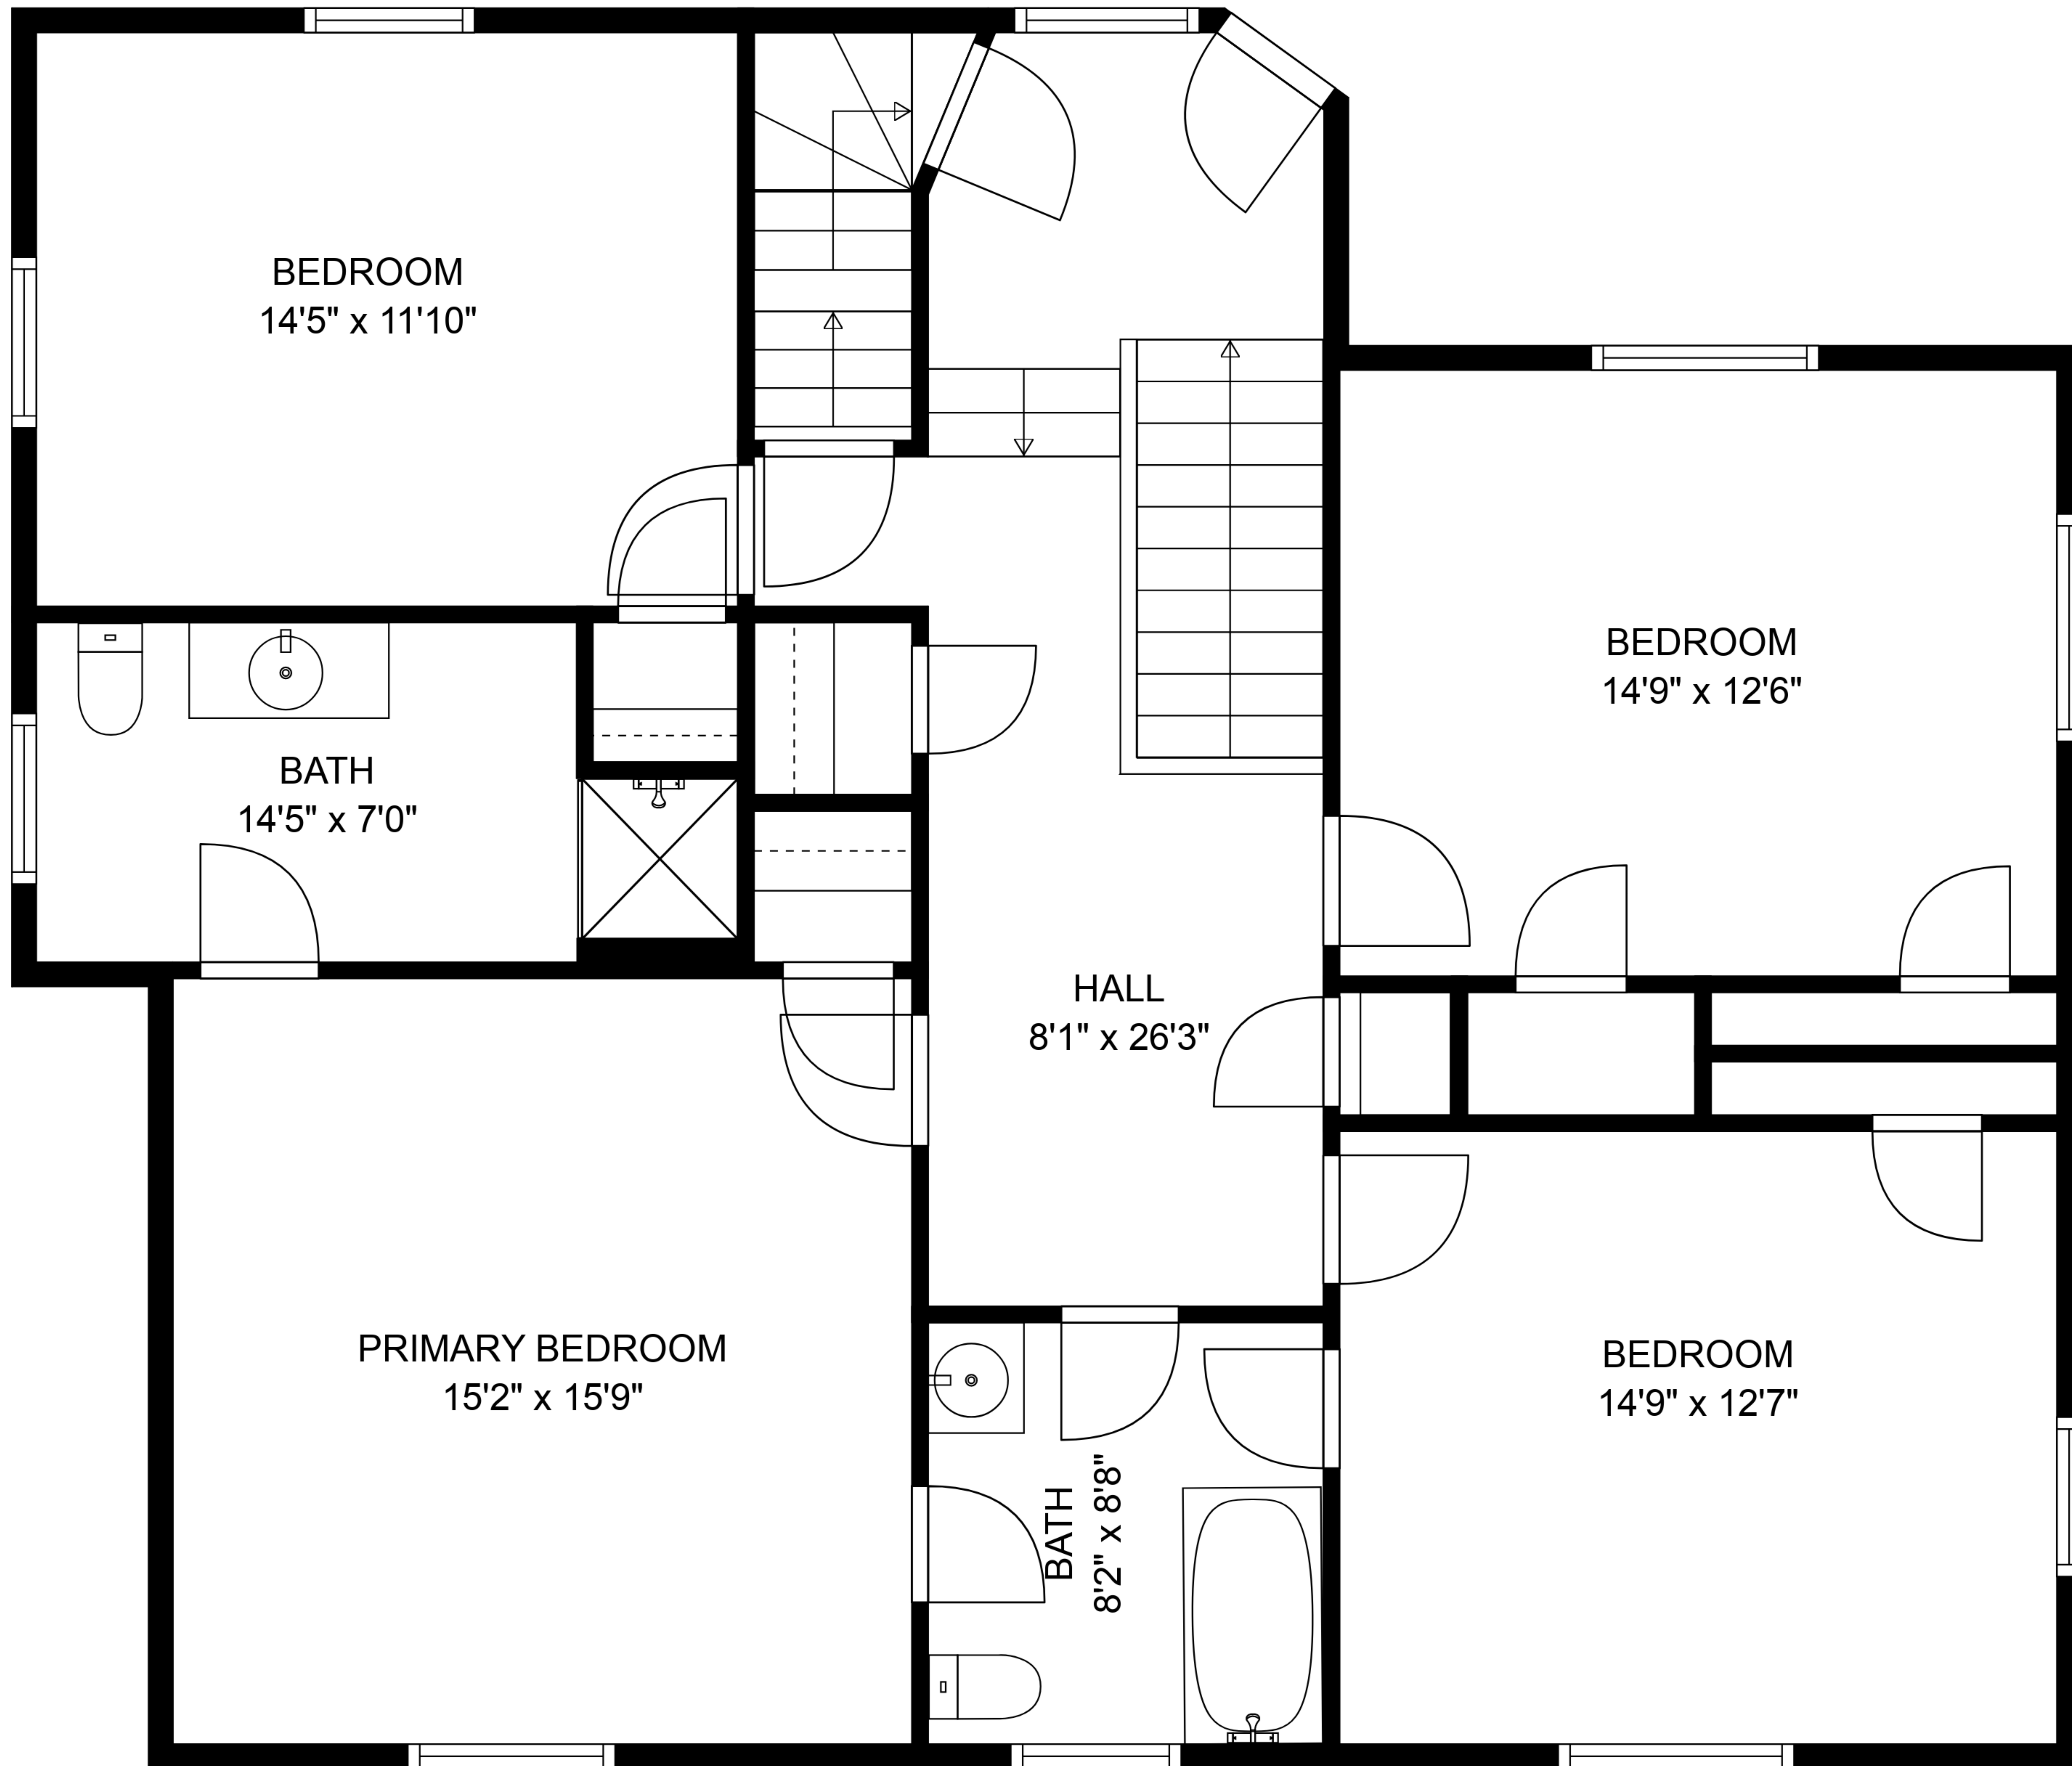 BEDROOM
14'5" x 11'10"
BEDROOM
14'9" x 12'6"
BATH
14'5" x 7'0"
HALL
8'1" x 26'3"
PRIMARY BEDROOM
15'2" x 15'9"
BEDROOM
14'9" x 12'7"
BATH
8'2" x 8'8"